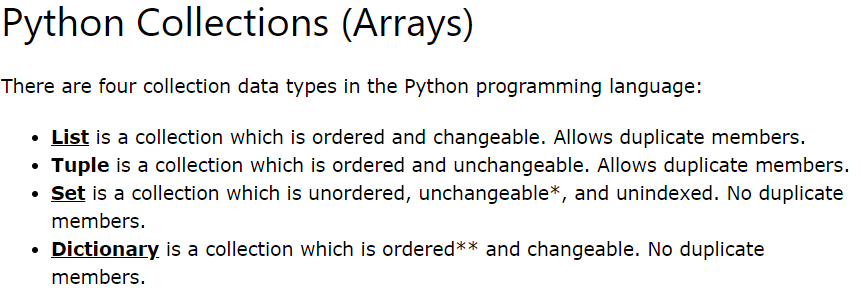 Python Collections (Arrays)
There are four collection data types in the Python programming language:
• List is a collection which is ordered and changeable. Allows duplicate members.
• Tuple is a collection which is ordered and unchangeable. Allows duplicate members.
• Set is a collection which is unordered, unchangeable*, and unindexed. No duplicate
members.
• Dictionary is a collection which is ordered** and changeable. No duplicate
members.